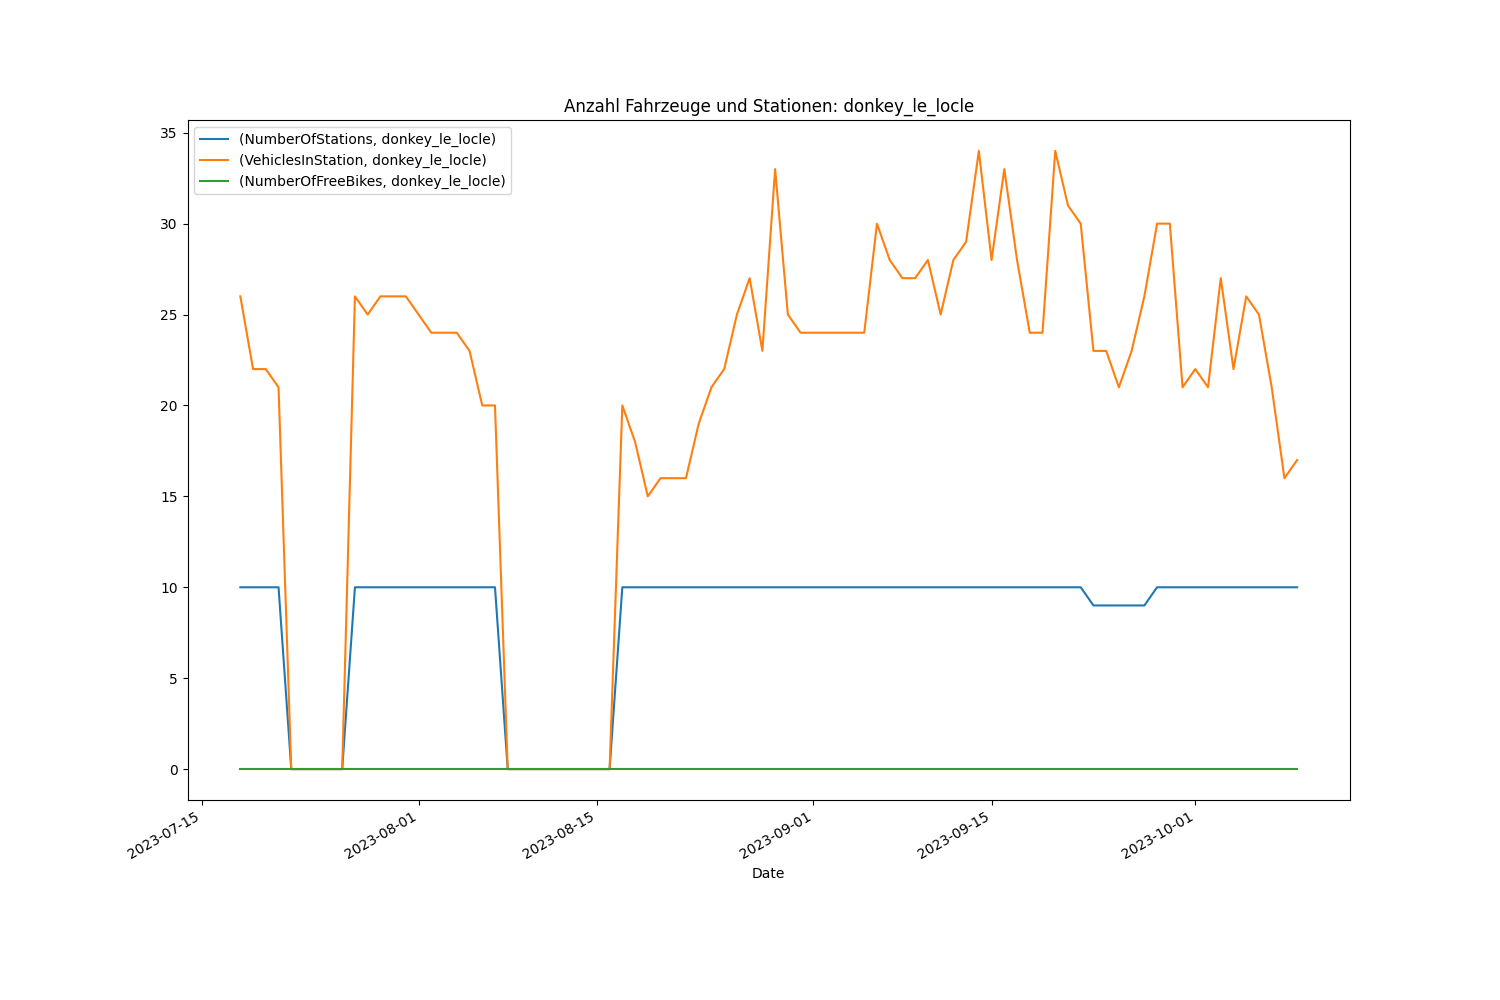 Anzahl Fahrzeuge und Stationen: donkey_le_locle
(NumberOfStations, donkey_le_locle)
(VehiclesInStation, donkey_le_locle)
(NumberOfFreeBikes, donkey_le_locle)
35
30
25
20
15
10
5
0
2023-07-15
2023-08-01
2023-08-15
2023-09-01
2023-09-15
2023-10-01
Date